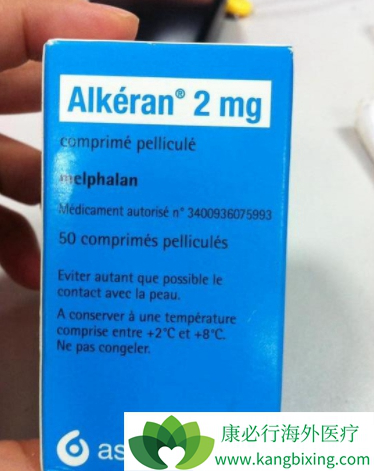 Alkéran® 2 mg
comprimé pelliculé
melphalan
Médicament autorisé n° 3400936075993
50 comprimés pelliculés
Eviter autant que possible le
contact avec la peau.
A conserver à une température
comprise entre +2°C et +8°C.
Ne pas congeler.
as
康必行海外医疗
www.kangbixing.com